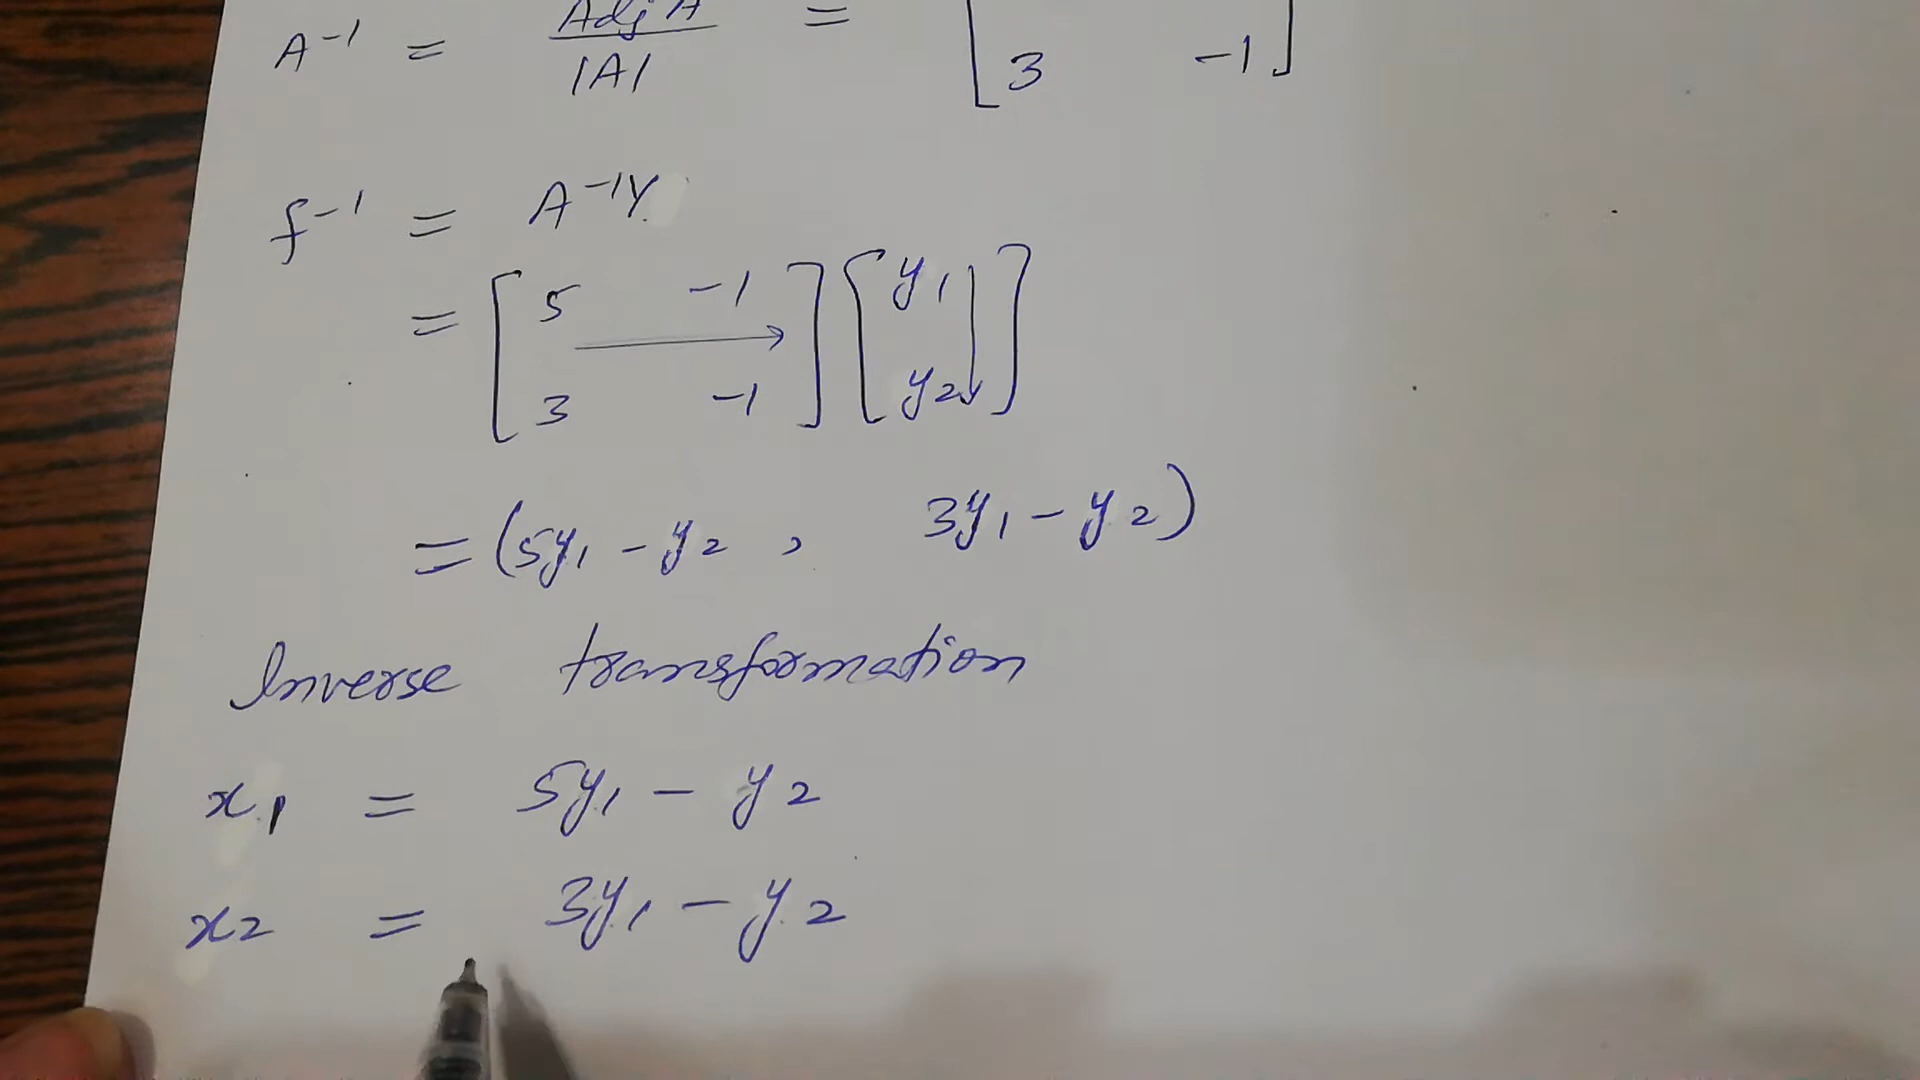 A⁻¹ = Adj A / |A| = [ 3 -1 ]
f⁻¹ = A⁻¹Y
= [ 5 -1 ] [ y₁ ]
[ 3 -1 ] [ y₂ ]
= (5y₁ - y₂ , 3y₁ - y₂)
Inverse transformation
x₁ = 5y₁ - y₂
x₂ = 3y₁ - y₂